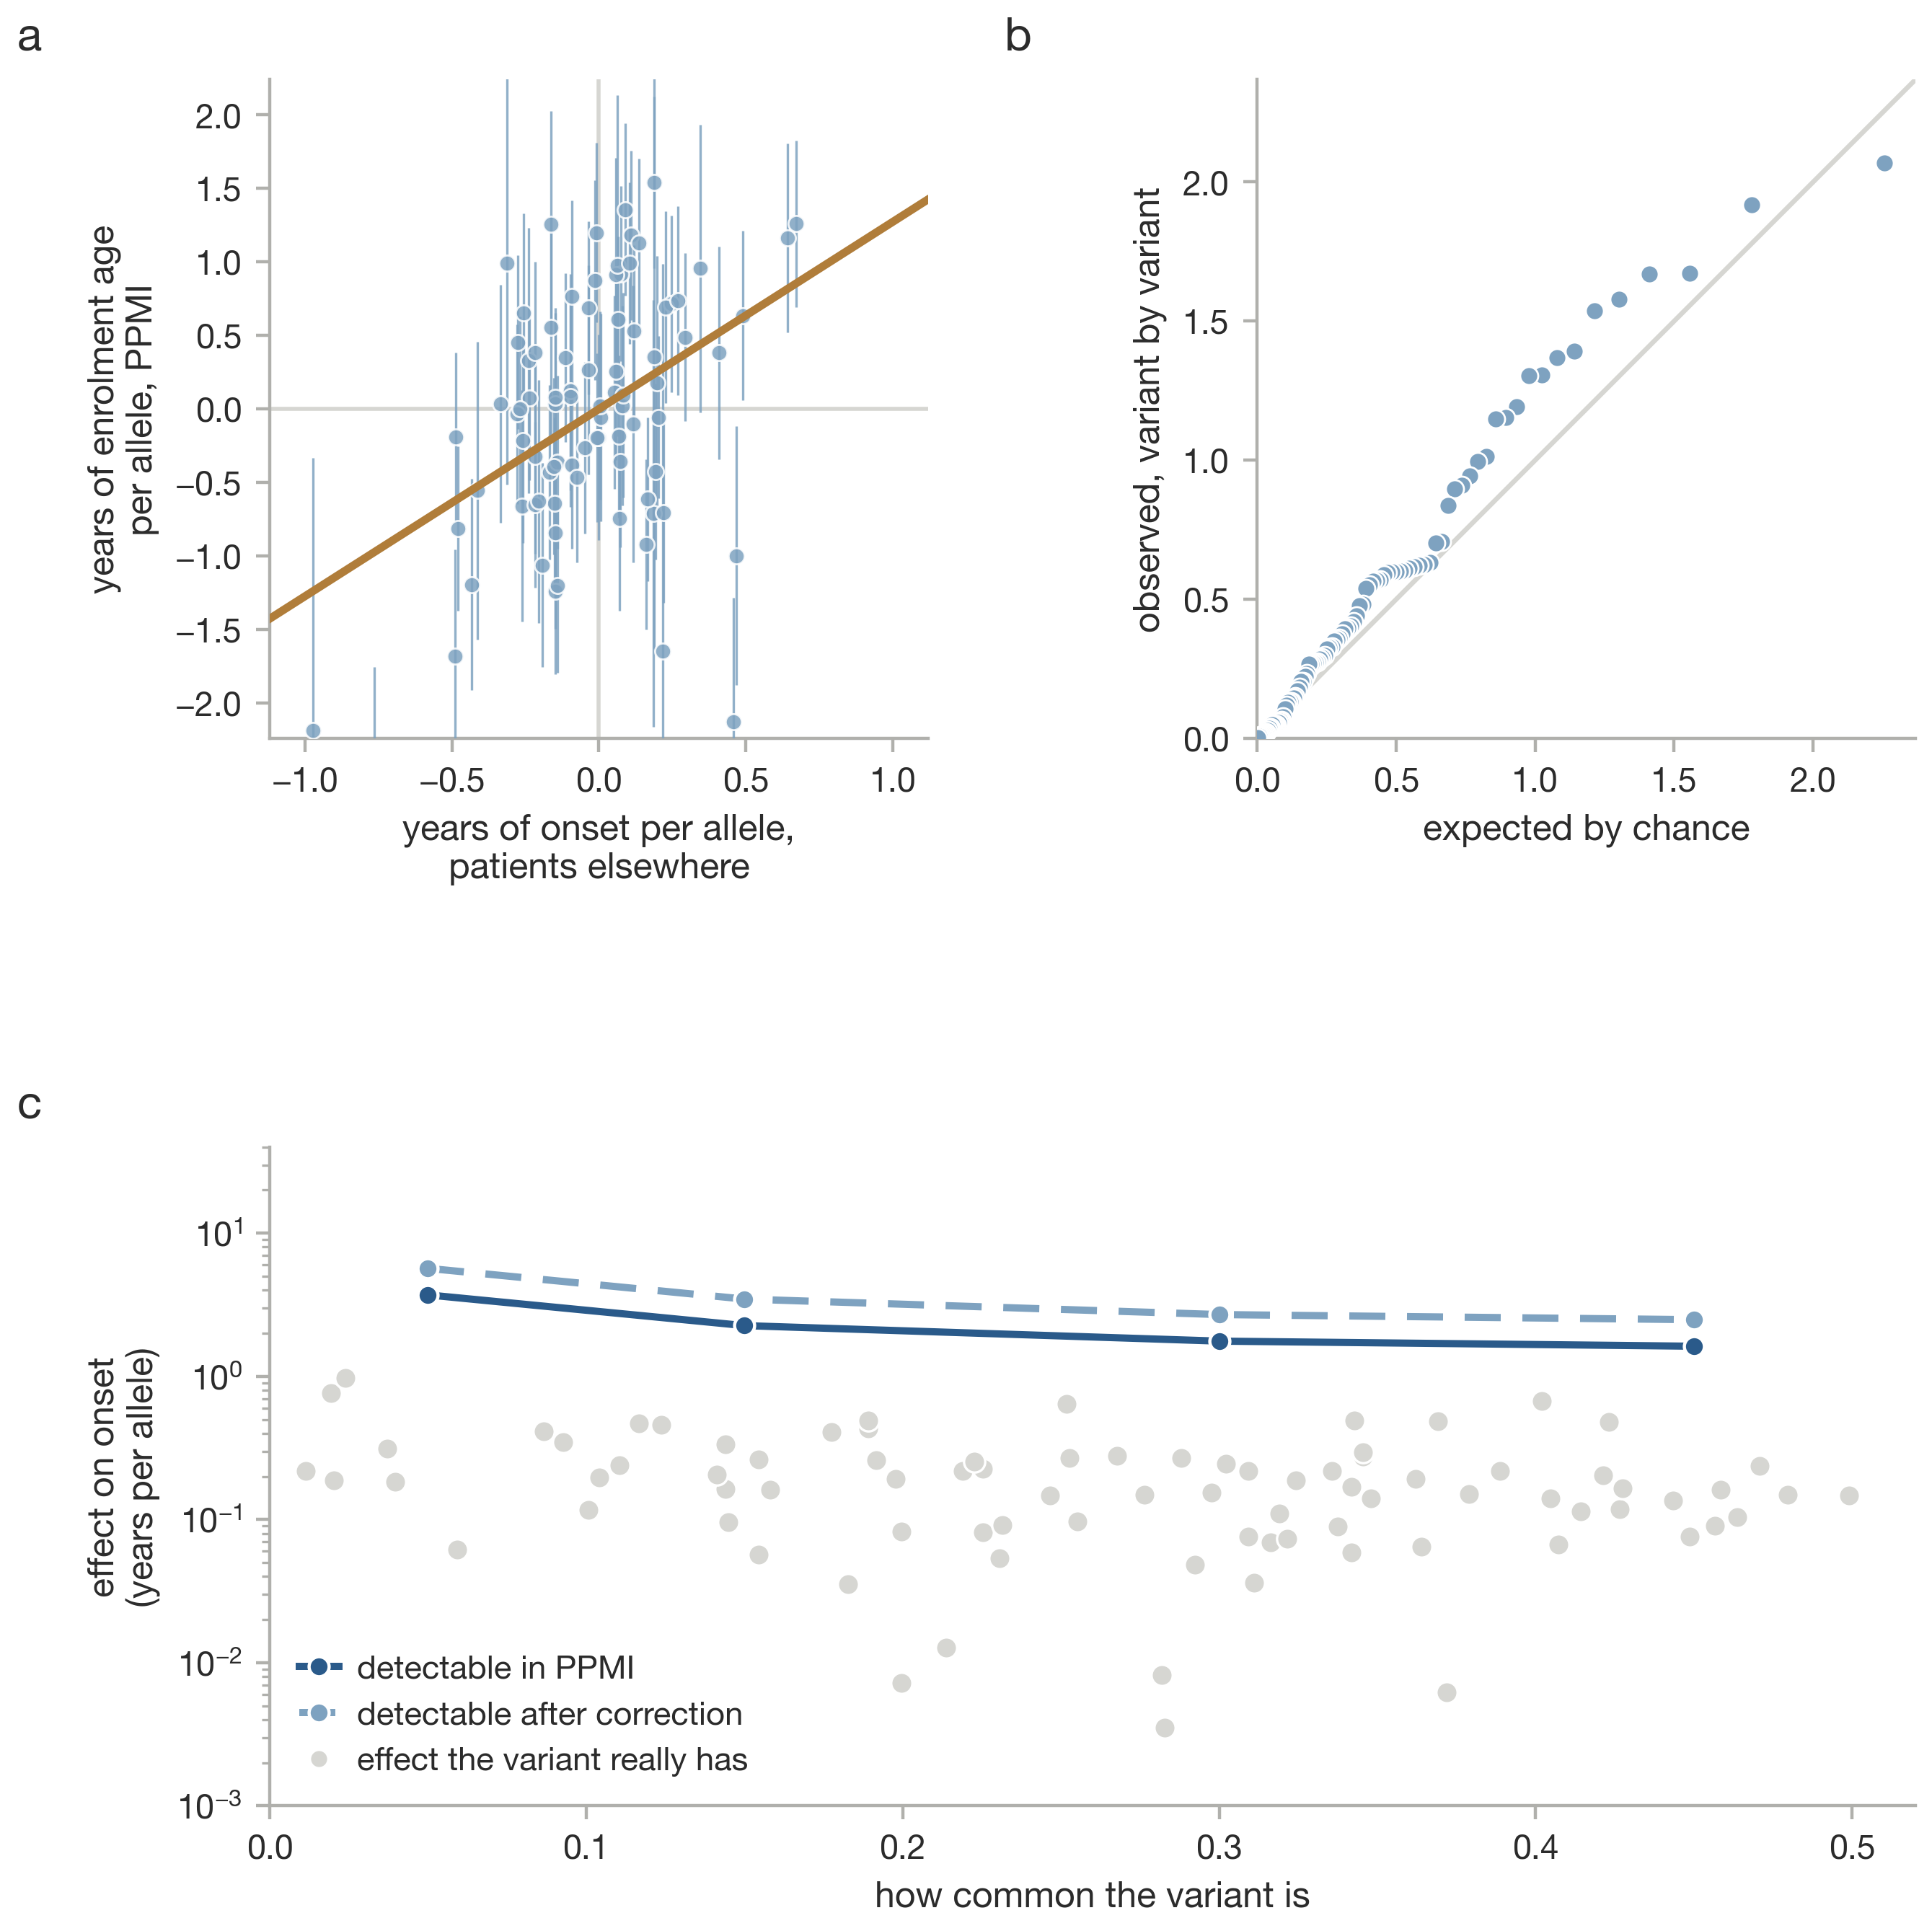 a
years of enrolment age
per allele, PPMI
2.0
1.5
1.0
0.5
0.0
−0.5
−1.0
−1.5
−2.0
−1.0 −0.5 0.0 0.5 1.0
years of onset per allele,
patients elsewhere
b
observed, variant by variant
2.0
1.5
1.0
0.5
0.0
0.0 0.5 1.0 1.5 2.0
expected by chance
c
effect on onset
(years per allele)
10¹
10⁰
10⁻¹
10⁻²
10⁻³
detectable in PPMI
detectable after correction
effect the variant really has
0.0 0.1 0.2 0.3 0.4 0.5
how common the variant is